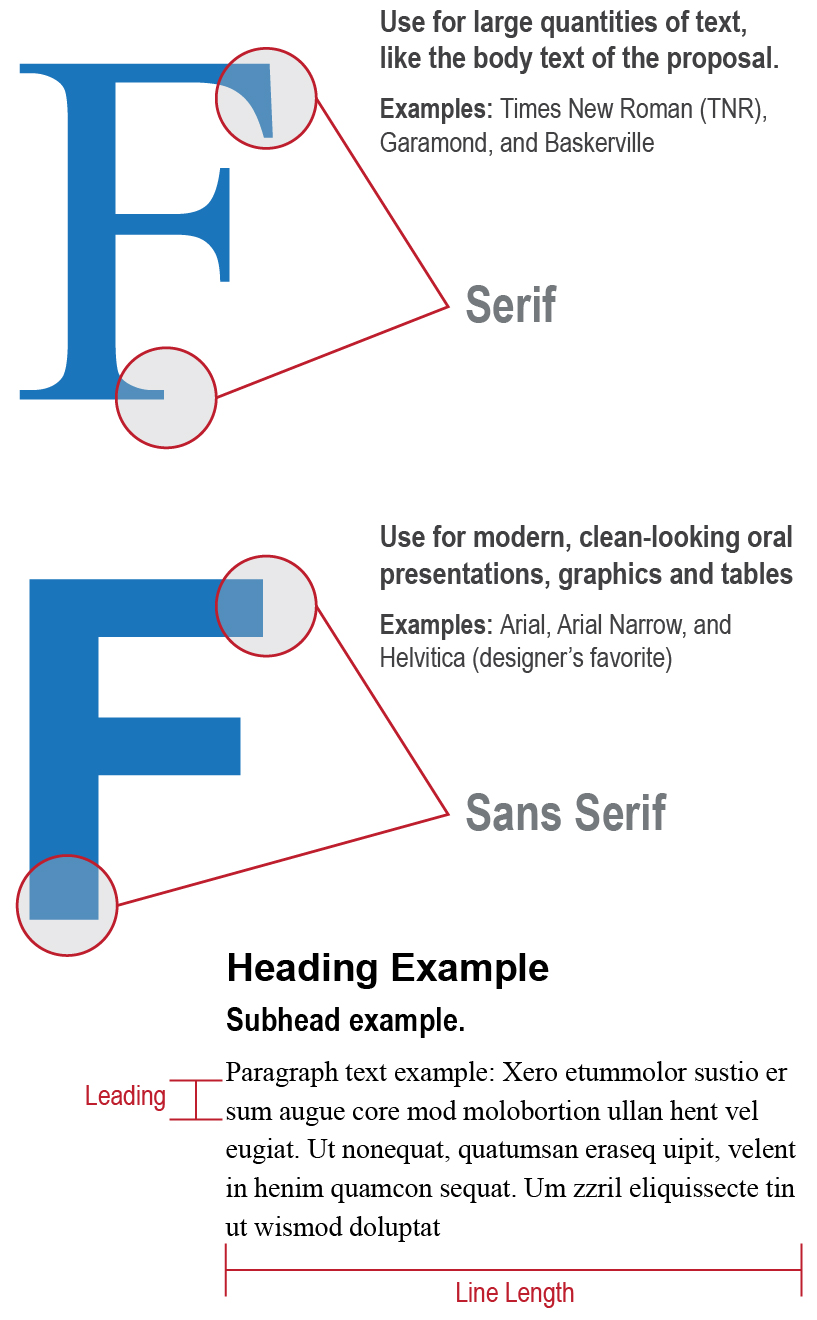 F
Use for large quantities of text,
like the body text of the proposal.
Examples: Times New Roman (TNR),
Garamond, and Baskerville
Serif
F
Use for modern, clean-looking oral
presentations, graphics and tables
Examples: Arial, Arial Narrow, and
Helvitica (designer’s favorite)
Sans Serif
Heading Example
Subhead example.
Leading
Paragraph text example: Xero etummolor sustio er
sum augue core mod molobortion ullan hent vel
eugiat. Ut nonequat, quatumsan eraseq uipit, velent
in henim quamcon sequat. Um zzril eliquissecte tin
ut wismod doluptat
Line Length